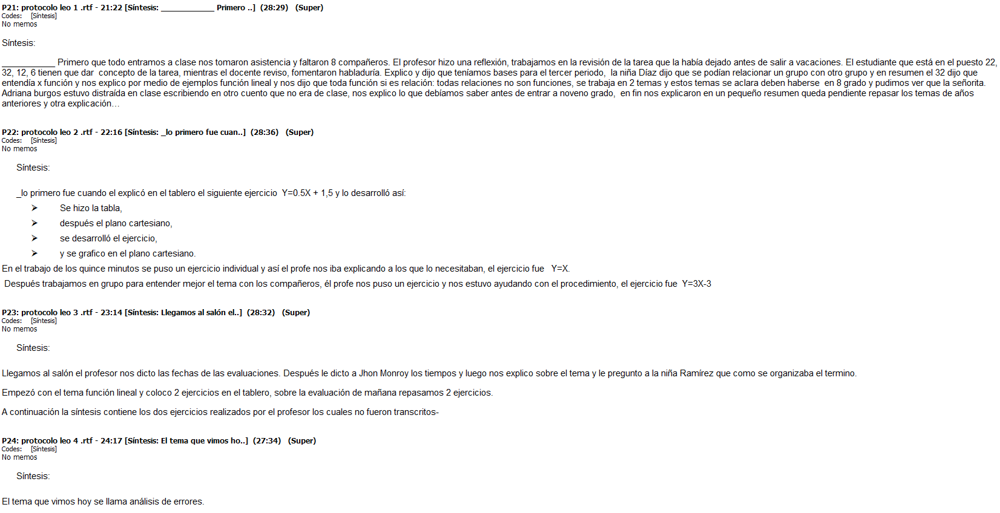 P21: protocolo leo 1 .rtf - 21:22 [Síntesis: ___________ Primero ..]  (28:29)   (Super)
Codes:    [Síntesis]
No memos
Síntesis:
___________ Primero que todo entramos a clase nos tomaron asistencia y faltaron 8 compañeros. El profesor hizo una reflexión, trabajamos en la revisión de la tarea que la había dejado antes de salir a vacaciones. El estudiante que está en el puesto 22,
32, 12, 6 tienen que dar  concepto de la tarea, mientras el docente reviso, fomentaron habladuría. Explico y dijo que teníamos bases para el tercer periodo,  la niña Díaz dijo que se podían relacionar un grupo con otro grupo y en resumen el 32 dijo que
entendía x función y nos explico por medio de ejemplos función lineal y nos dijo que toda función si es relación: todas relaciones no son funciones, se trabaja en 2 temas y estos temas se aclara deben haberse  en 8 grado y pudimos ver que la señorita.
Adriana burgos estuvo distraída en clase escribiendo en otro cuento que no era de clase, nos explico lo que debíamos saber antes de entrar a noveno grado,  en fin nos explicaron en un pequeño resumen queda pendiente repasar los temas de años
anteriores y otra explicación…
P22: protocolo leo 2 .rtf - 22:16 [Síntesis: _lo primero fue cuan..]  (28:36)   (Super)
Codes:    [Síntesis]
No memos
Síntesis:
_lo primero fue cuando el explicó en el tablero el siguiente ejercicio  Y=0.5X + 1,5 y lo desarrolló así:
➢ Se hizo la tabla,
➢ después el plano cartesiano,
➢ se desarrolló el ejercicio,
➢ y se grafico en el plano cartesiano.
En el trabajo de los quince minutos se puso un ejercicio individual y así el profe nos iba explicando a los que lo necesitaban, el ejercicio fue   Y=X.
Después trabajamos en grupo para entender mejor el tema con los compañeros, él profe nos puso un ejercicio y nos estuvo ayudando con el procedimiento, el ejercicio fue  Y=3X-3
P23: protocolo leo 3 .rtf - 23:14 [Síntesis: Llegamos al salón el..]  (28:32)   (Super)
Codes:    [Síntesis]
No memos
Síntesis:
Llegamos al salón el profesor nos dicto las fechas de las evaluaciones. Después le dicto a Jhon Monroy los tiempos y luego nos explico sobre el tema y le pregunto a la niña Ramírez que como se organizaba el termino.
Empezó con el tema función lineal y coloco 2 ejercicios en el tablero, sobre la evaluación de mañana repasamos 2 ejercicios.
A continuación la síntesis contiene los dos ejercicios realizados por el profesor los cuales no fueron transcritos-
P24: protocolo leo 4 .rtf - 24:17 [Síntesis: El tema que vimos ho..]  (27:34)   (Super)
Codes:    [Síntesis]
No memos
Síntesis:
El tema que vimos hoy se llama análisis de errores.